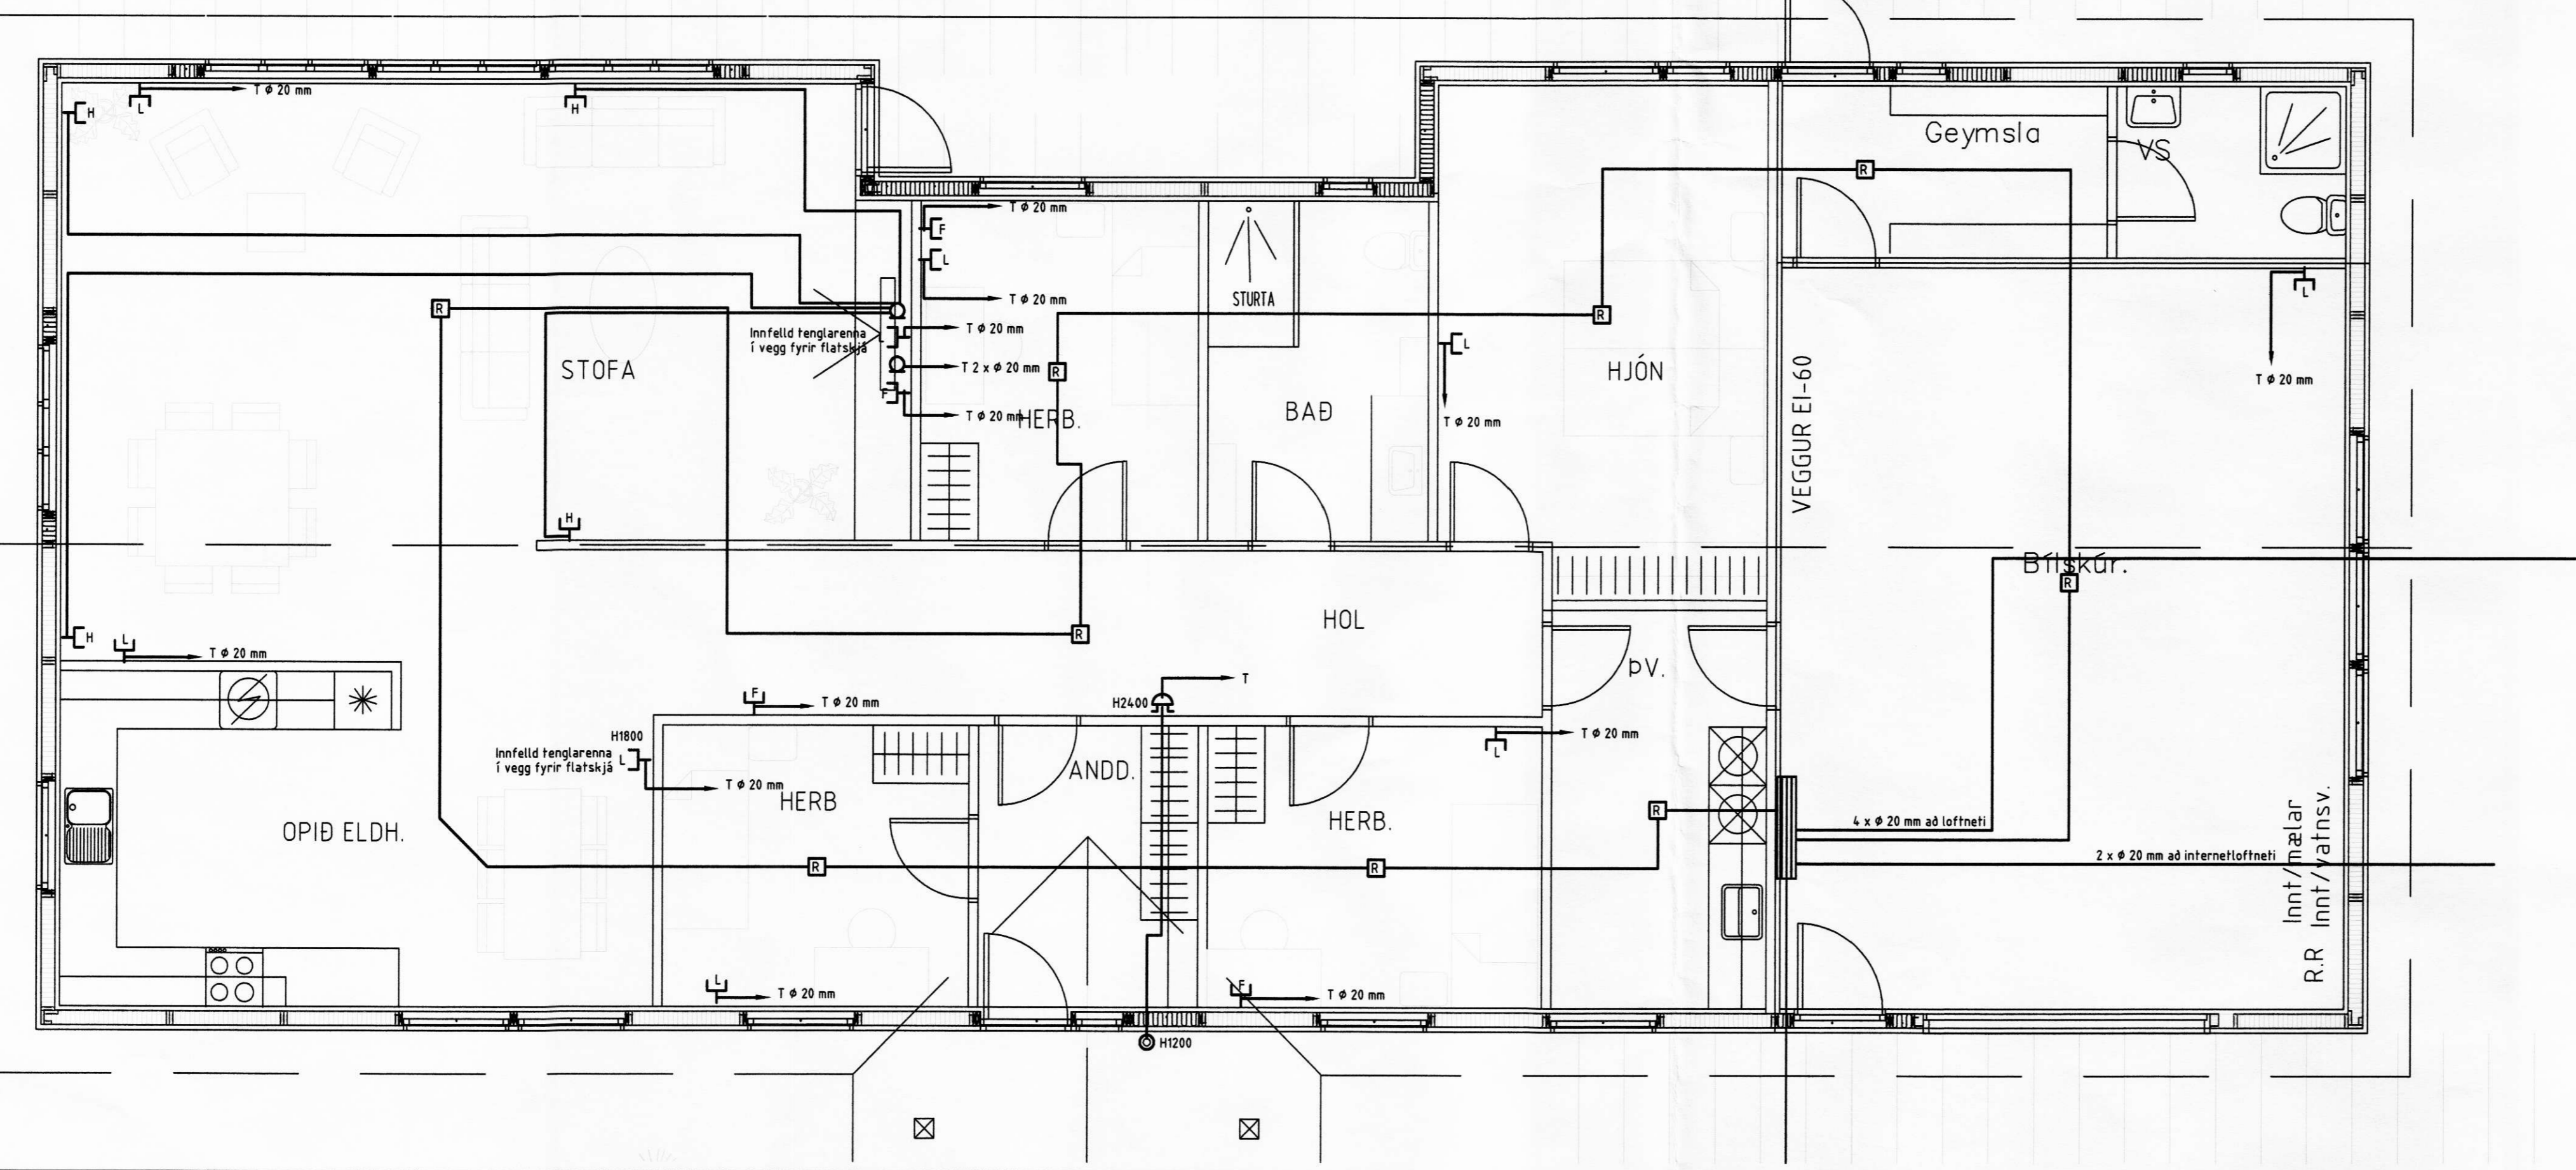 T ø 20 mm
L
H
H
Geymsla
VS
R
T ø 20 mm
F
L
T ø 20 mm
STURTA
L
R
R
T ø 20 mm
Innfelld tenglarenna
í vegg fyrir flatskjá
L
STOFA
T 2 x ø 20 mm
R
L
HJÓN
T ø 20 mm
F
T ø 20 mm
HERB.
BAÐ
T ø 20 mm
VEGGUR EI-60
H
Bílskúr.
R
HOL
R
H
L
T ø 20 mm
ÞV.
T
F
T ø 20 mm
H2400
H1800
Innfelld tenglarenna
í vegg fyrir flatskjá
L
T ø 20 mm
L
T ø 20 mm
HERB
ANDD.
HERB.
R
OPIÐ ELDH.
4 x ø 20 mm að loftneti
2 x ø 20 mm að internetloftneti
R
R
Innt/mælar
Innt/vatnsv.
R.R
L
T ø 20 mm
F
T ø 20 mm
H1200